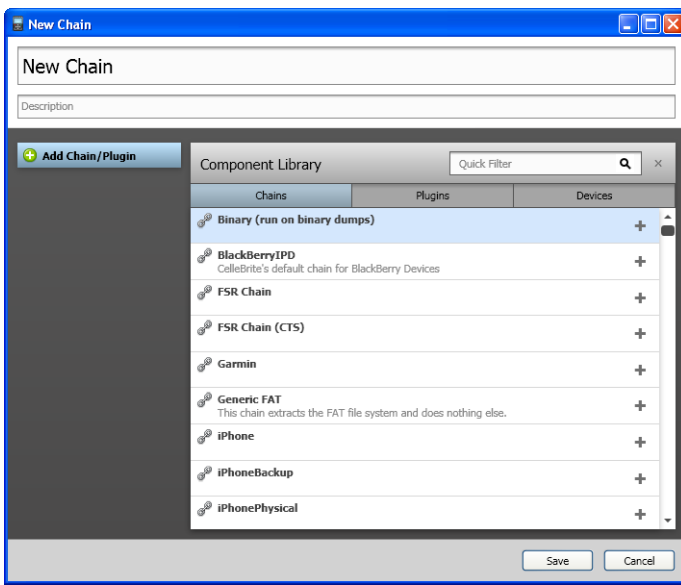 New Chain
New Chain
Description
Add Chain/Plugin
Component Library
Quick Filter
Chains
Plugins
Devices
Binary (run on binary dumps)
BlackBerryIPD
CelleBrite's default chain for BlackBerry Devices
FSR Chain
FSR Chain (CTS)
Garmin
Generic FAT
This chain extracts the FAT file system and does nothing else.
iPhone
iPhoneBackup
iPhonePhysical
Save
Cancel